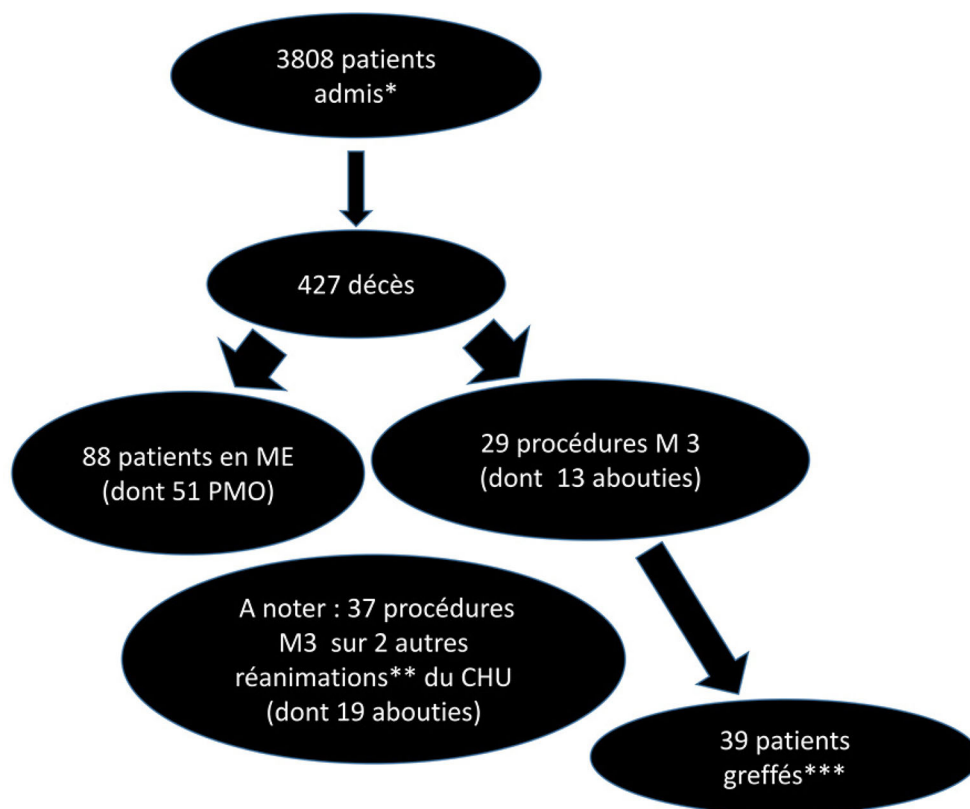 3808 patients
admis*
427 décès
88 patients en ME
(dont 51 PMO)
29 procédures M 3
(dont 13 abouties)
A noter : 37 procédures
M3 sur 2 autres
réanimations** du CHU
(dont 19 abouties)
39 patients
greffés***